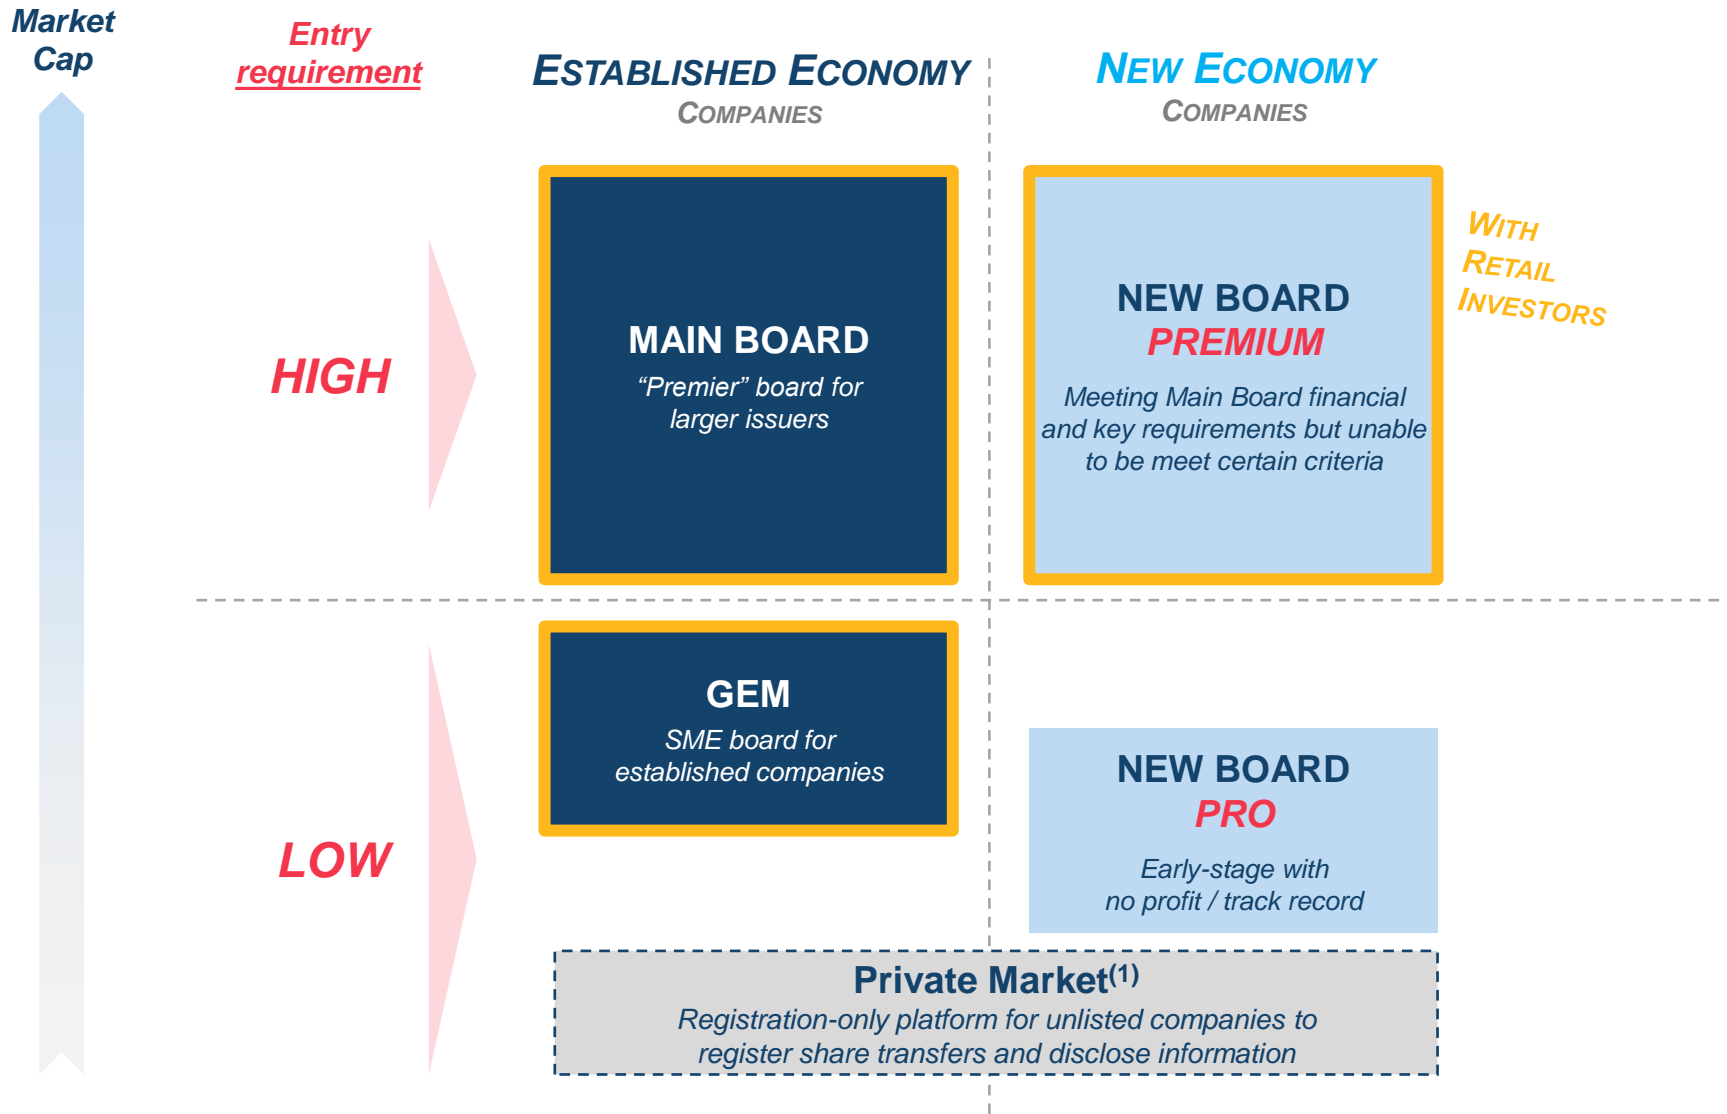 Market
Cap
Entry
requirement
ESTABLISHED ECONOMY
COMPANIES
NEW ECONOMY
COMPANIES
HIGH
MAIN BOARD
“Premier” board for
larger issuers
NEW BOARD
PREMIUM
Meeting Main Board financial
and key requirements but unable
to be meet certain criteria
WITH
RETAIL
INVESTORS
LOW
GEM
SME board for
established companies
NEW BOARD
PRO
Early-stage with
no profit / track record
Private Market(1)
Registration-only platform for unlisted companies to
register share transfers and disclose information